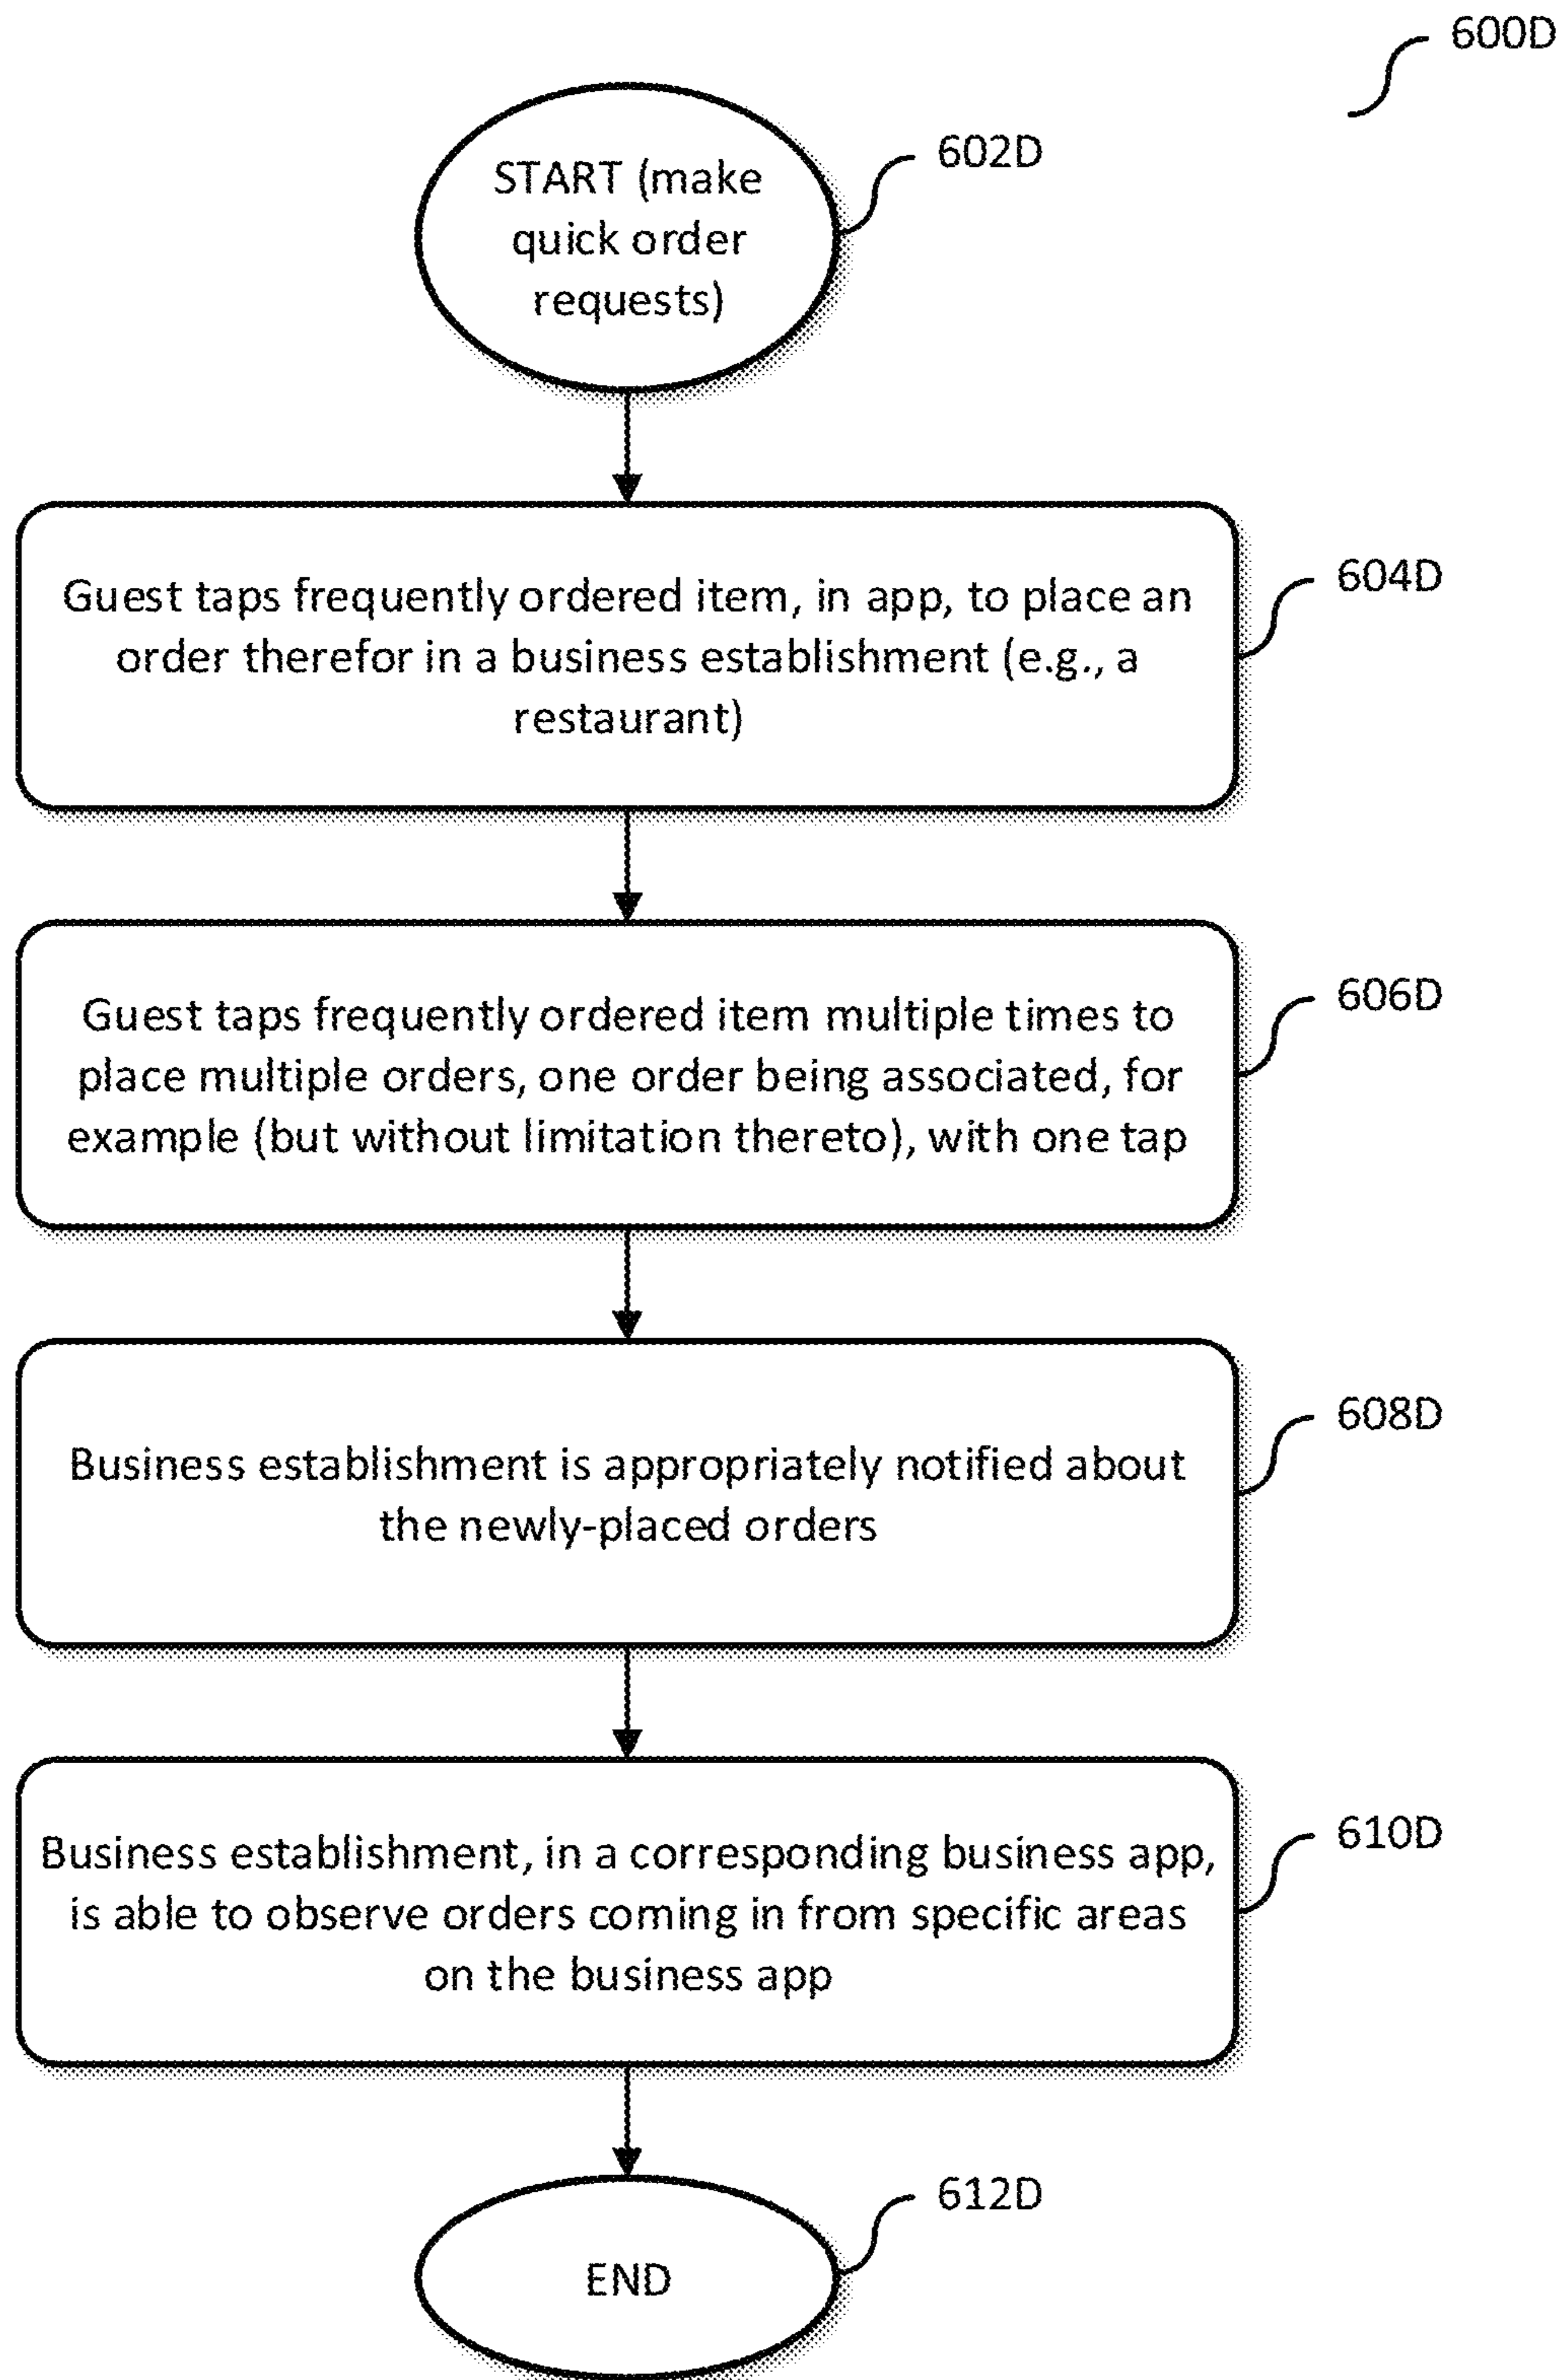 600D
602D
START (make
quick order
requests)
604D
Guest taps frequently ordered item, in app, to place an
order therefor in a business establishment (e.g., a
restaurant)
606D
Guest taps frequently ordered item multiple times to
place multiple orders, one order being associated, for
example (but without limitation thereto), with one tap
608D
Business establishment is appropriately notified about
the newly-placed orders
610D
Business establishment, in a corresponding business app,
is able to observe orders coming in from specific areas
on the business app
612D
END